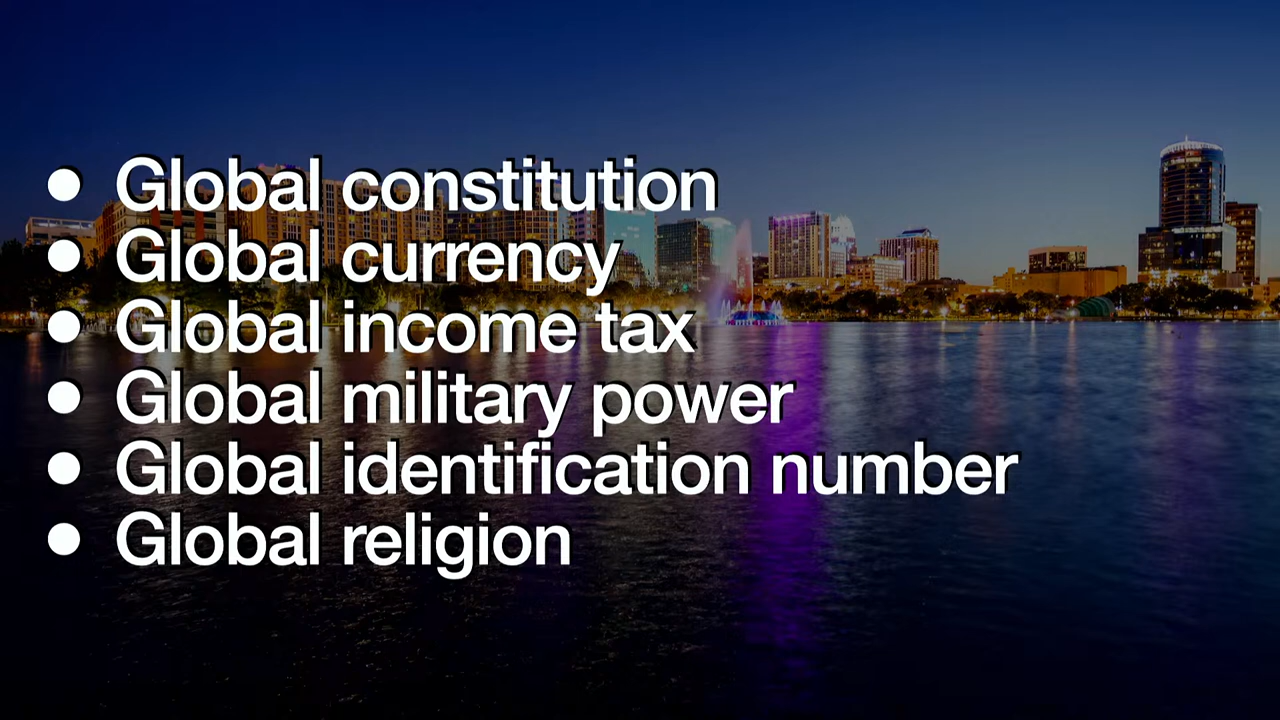 • Global constitution
• Global currency
• Global income tax
• Global military power
• Global identification number
• Global religion